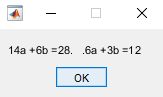 14a +6b =28.   .6a +3b =12
OK